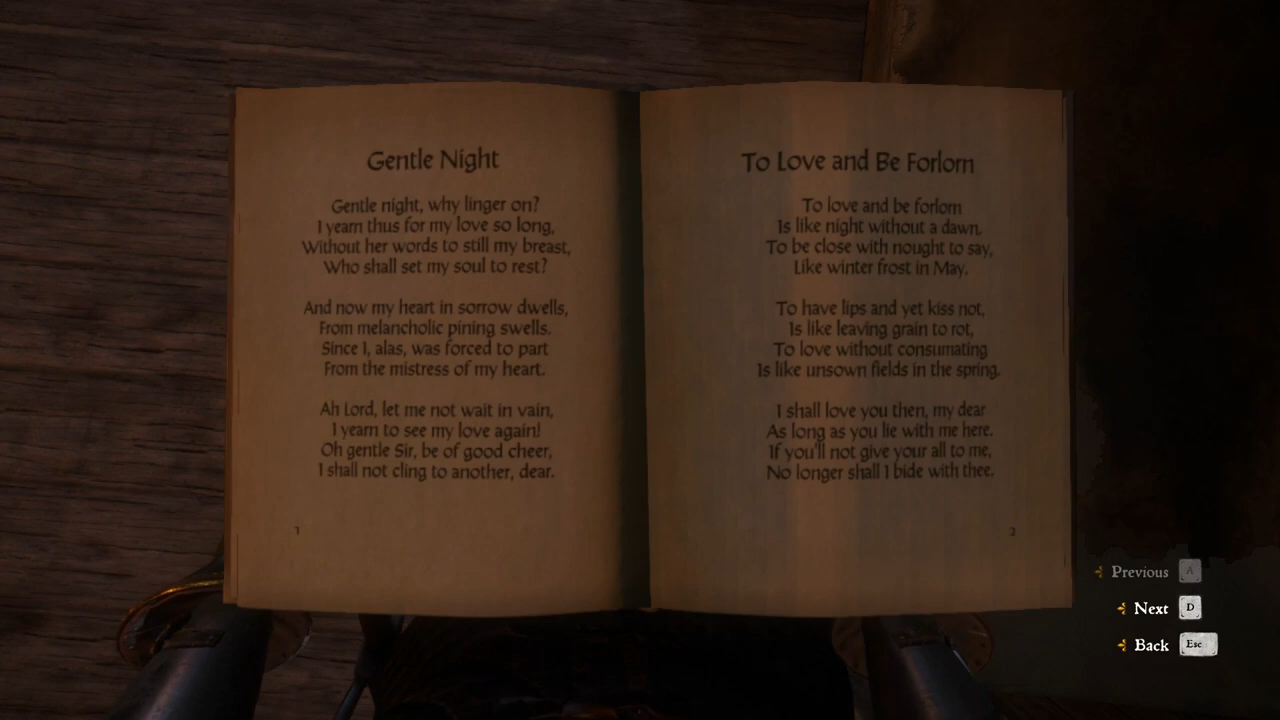 Gentle Night
Gentle night, why linger on?
I yearn thus for my love so long,
Without her words to still my breast,
Who shall set my soul to rest?
And now my heart in sorrow dwells,
From melancholic pining swells.
Since I, alas, was forced to part
From the mistress of my heart.
Ah Lord, let me not wait in vain,
I yearn to see my love again!
Oh gentle Sir, be of good cheer,
I shall not cling to another, dear.
1
To Love and Be Forlorn
To love and be forlorn
Is like night without a dawn,
To be close with nought to say,
Like winter frost in May.
To have lips and yet kiss not,
Is like leaving grain to rot,
To love without consumating
Is like unsown fields in the spring.
I shall love you then, my dear
As long as you lie with me here.
If you'll not give your all to me,
No longer shall I bide with thee.
2
Previous A
Next D
Back Esc